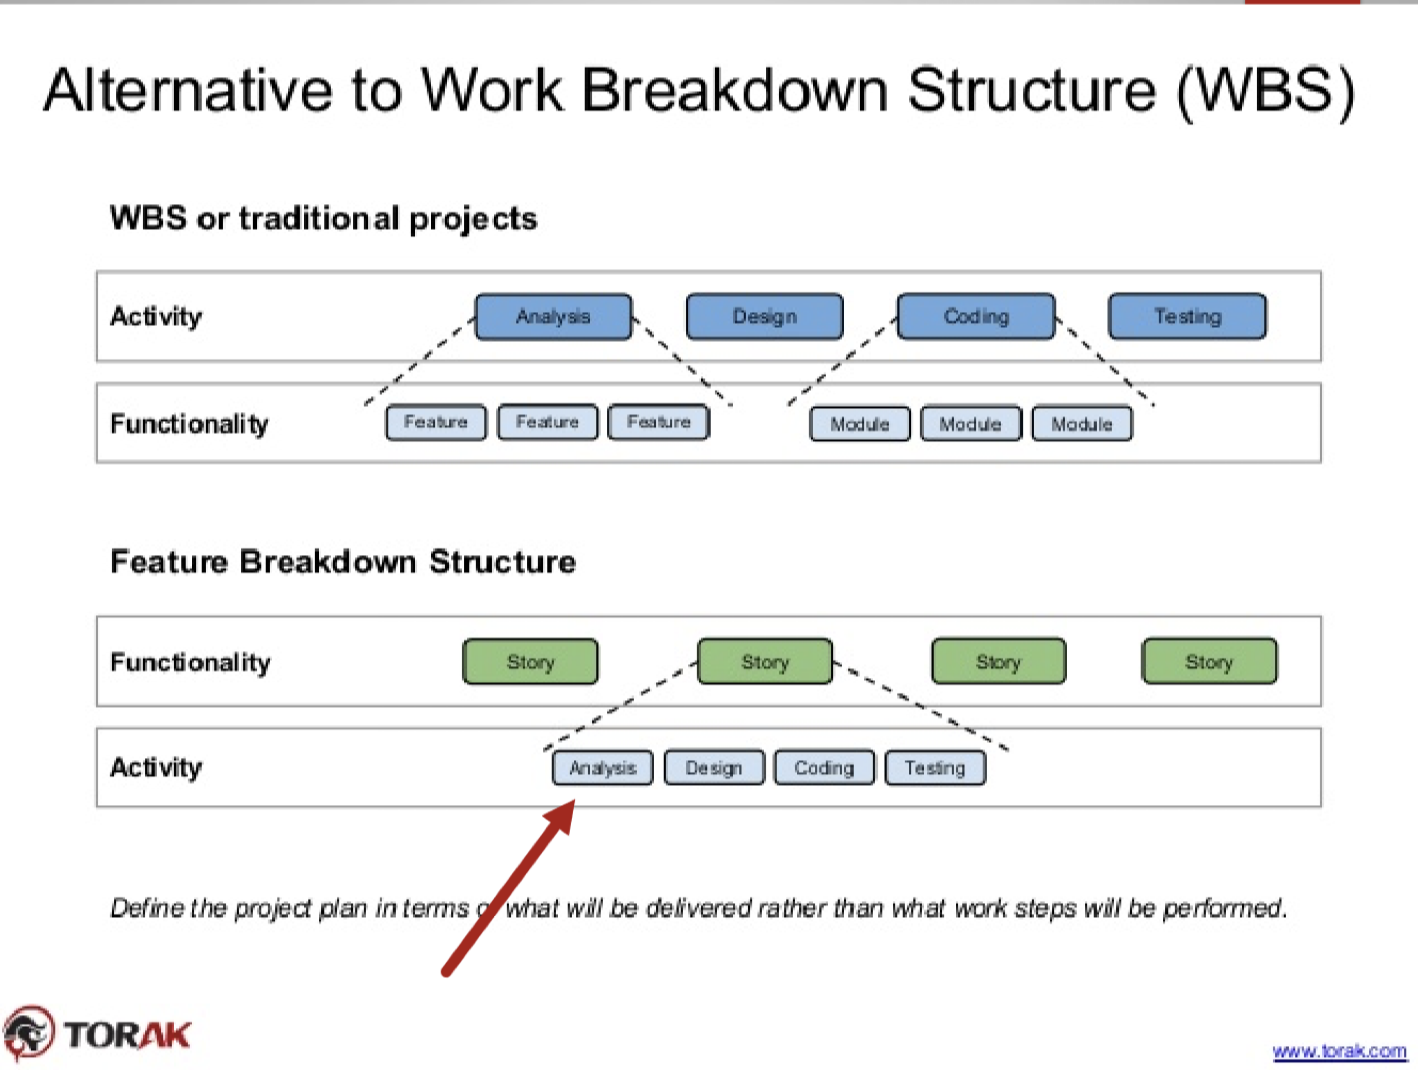 Alternative to Work Breakdown Structure (WBS)
WBS or traditional projects
Activity
Analysis
Design
Coding
Testing
Functionality
Feature
Feature
Feature
Module
Module
Module
Feature Breakdown Structure
Functionality
Story
Story
Story
Story
Activity
Analysis
Design
Coding
Testing
Define the project plan in terms of what will be delivered rather than what work steps will be performed.
TORAK
www.torak.com